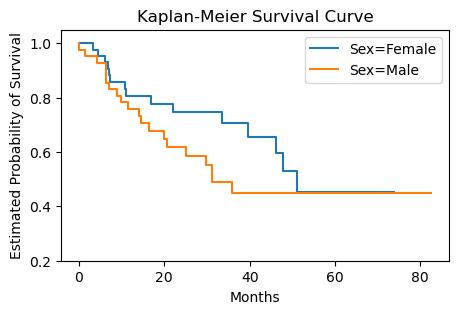 Kaplan-Meier Survival Curve
Estimated Probability of Survival
1.0
0.8
0.6
0.4
0.2
Sex=Female
Sex=Male
0 20 40 60 80
Months